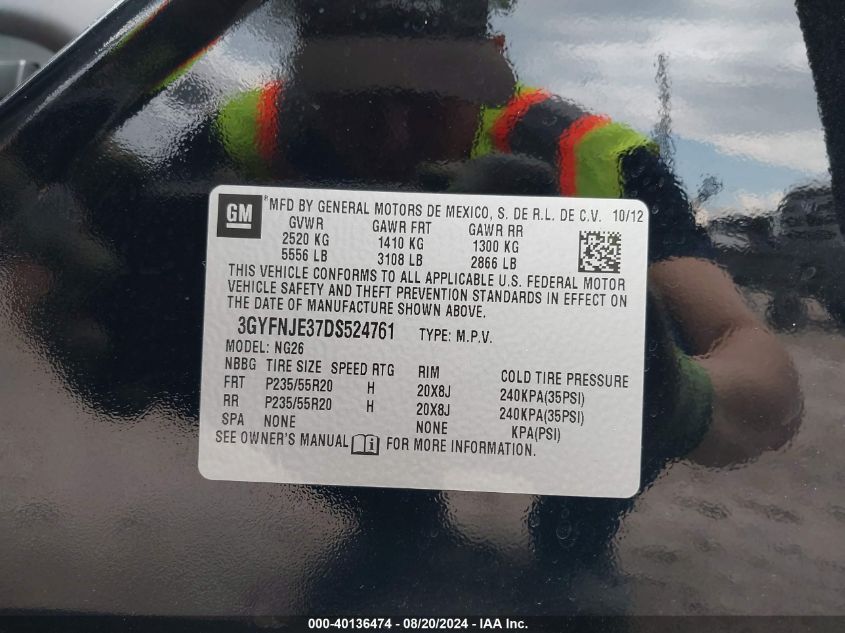 GM
®MFD BY GENERAL MOTORS DE MEXICO, S. DE R.L. DE C.V. 10/12
GVWR GAWR FRT GAWR RR
2520 KG 1410 KG 1300 KG
5556 LB 3108 LB 2866 LB
THIS VEHICLE CONFORMS TO ALL APPLICABLE U.S. FEDERAL MOTOR
VEHICLE SAFETY AND THEFT PREVENTION STANDARDS IN EFFECT ON
THE DATE OF MANUFACTURE SHOWN ABOVE.
3GYFNJE37DS524761 TYPE: M.P.V.
MODEL: NG26
NBBG TIRE SIZE SPEED RTG RIM COLD TIRE PRESSURE
FRT P235/55R20 H 20X8J 240KPA(35PSI)
RR P235/55R20 H 20X8J 240KPA(35PSI)
SPA NONE NONE KPA(PSI)
SEE OWNER'S MANUAL FOR MORE INFORMATION.
000-40136474 — 08/20/2024 — IAA Inc.